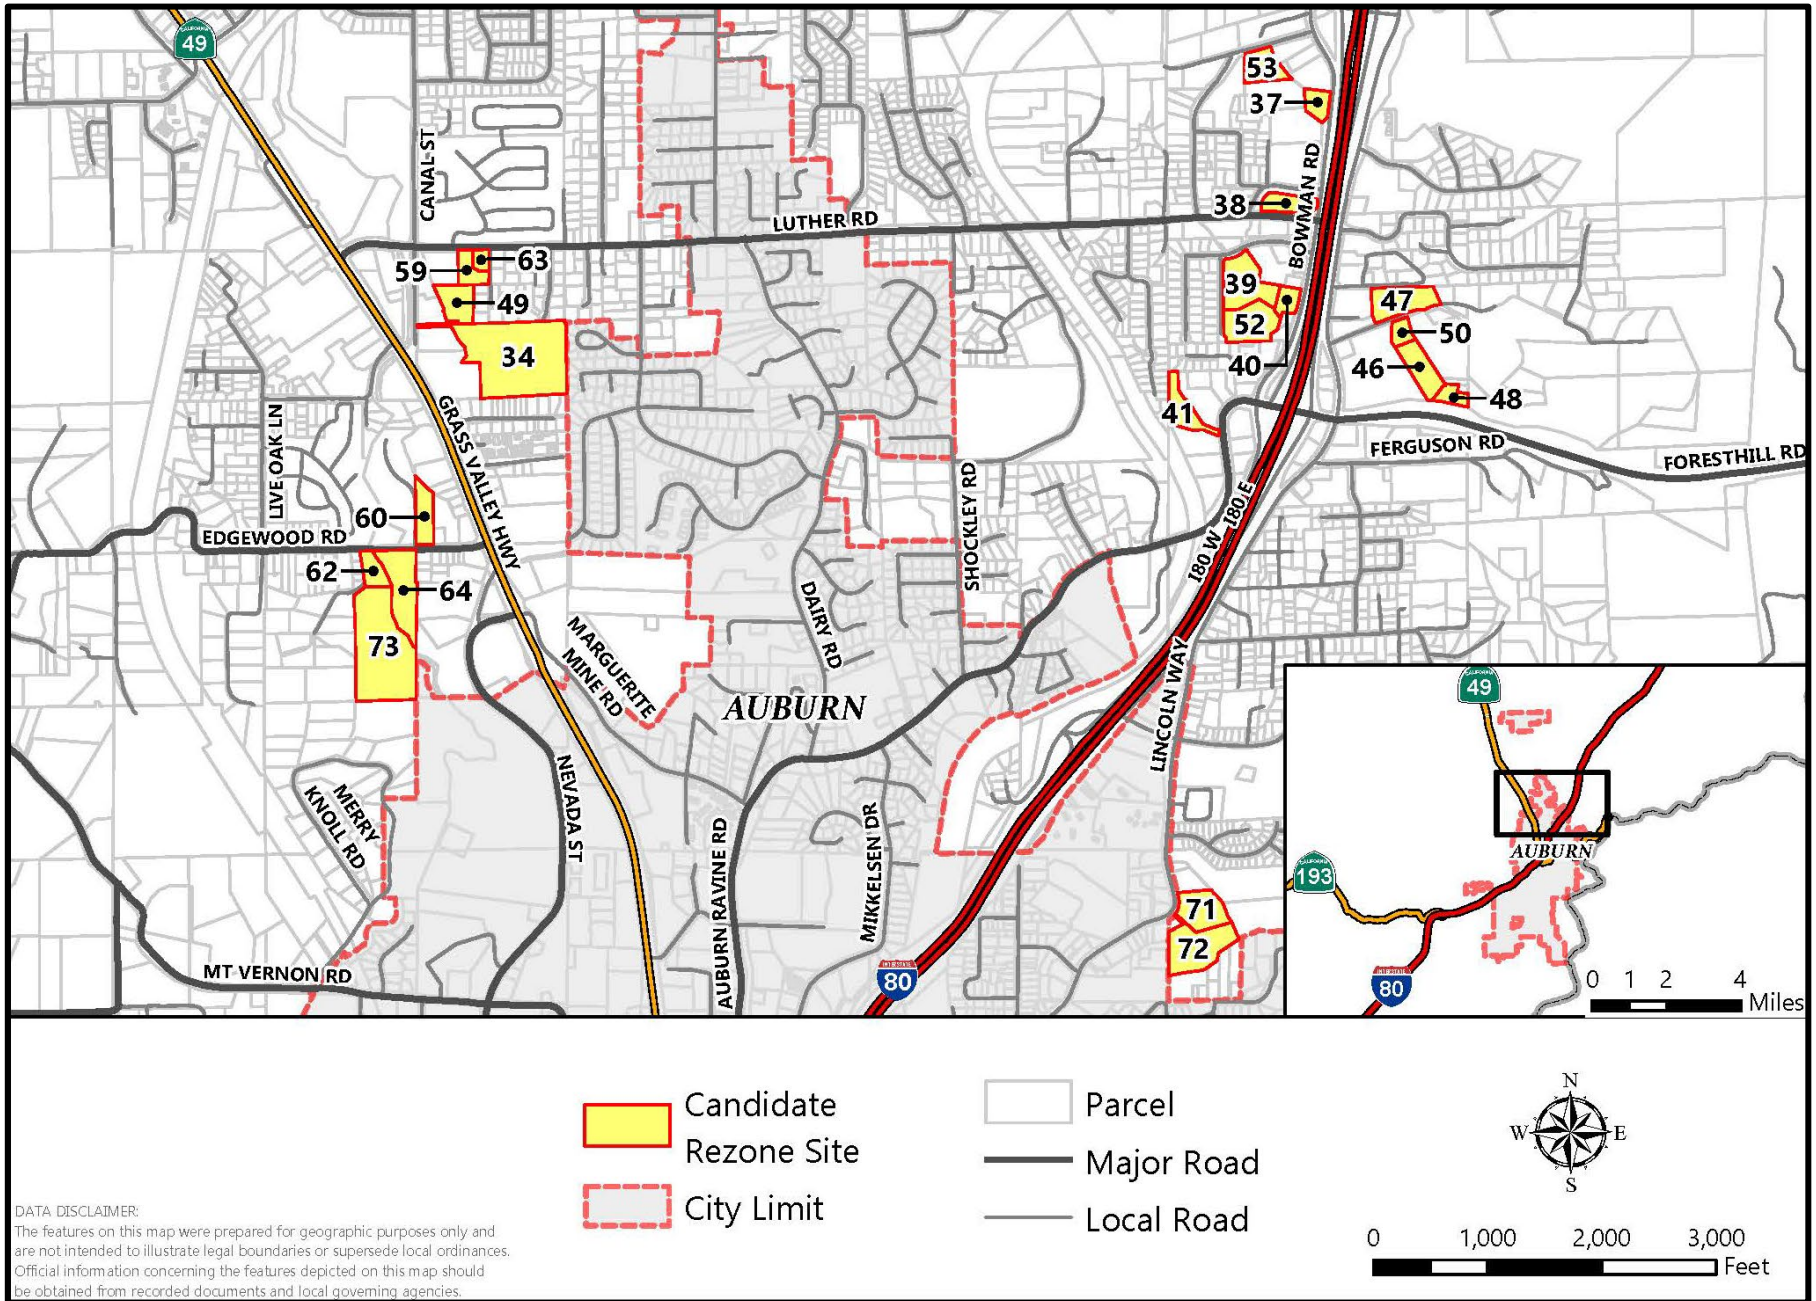 CALIFORNIA
49
53
37
CANAL ST
BOWMAN RD
38
LUTHER RD
63
59
49
39
47
52
50
34
40
46
48
41
GRASS VALLEY HWY
LIVE OAK LN
FERGUSON RD
FORESTHILL RD
SHOCKLEY RD
180 W
180 E
60
EDGEWOOD RD
62
64
DAIRY RD
73
MARGUERITE
MINE RD
LINCOLN WAY
AUBURN
NEVADA ST
MERRY
KNOLL RD
AUBURN RAVINE RD
MIKKELSEN DR
71
72
MT VERNON RD
INTERSTATE
80
CALIFORNIA
49
AUBURN
CALIFORNIA
193
INTERSTATE
80
0 1 2 4
Miles
Candidate
Rezone Site
City Limit
Parcel
Major Road
Local Road
N
W E
S
0 1,000 2,000 3,000
Feet
DATA DISCLAIMER:
The features on this map were prepared for geographic purposes only and
are not intended to illustrate legal boundaries or supersede local ordinances.
Official information concerning the features depicted on this map should
be obtained from recorded documents and local governing agencies.